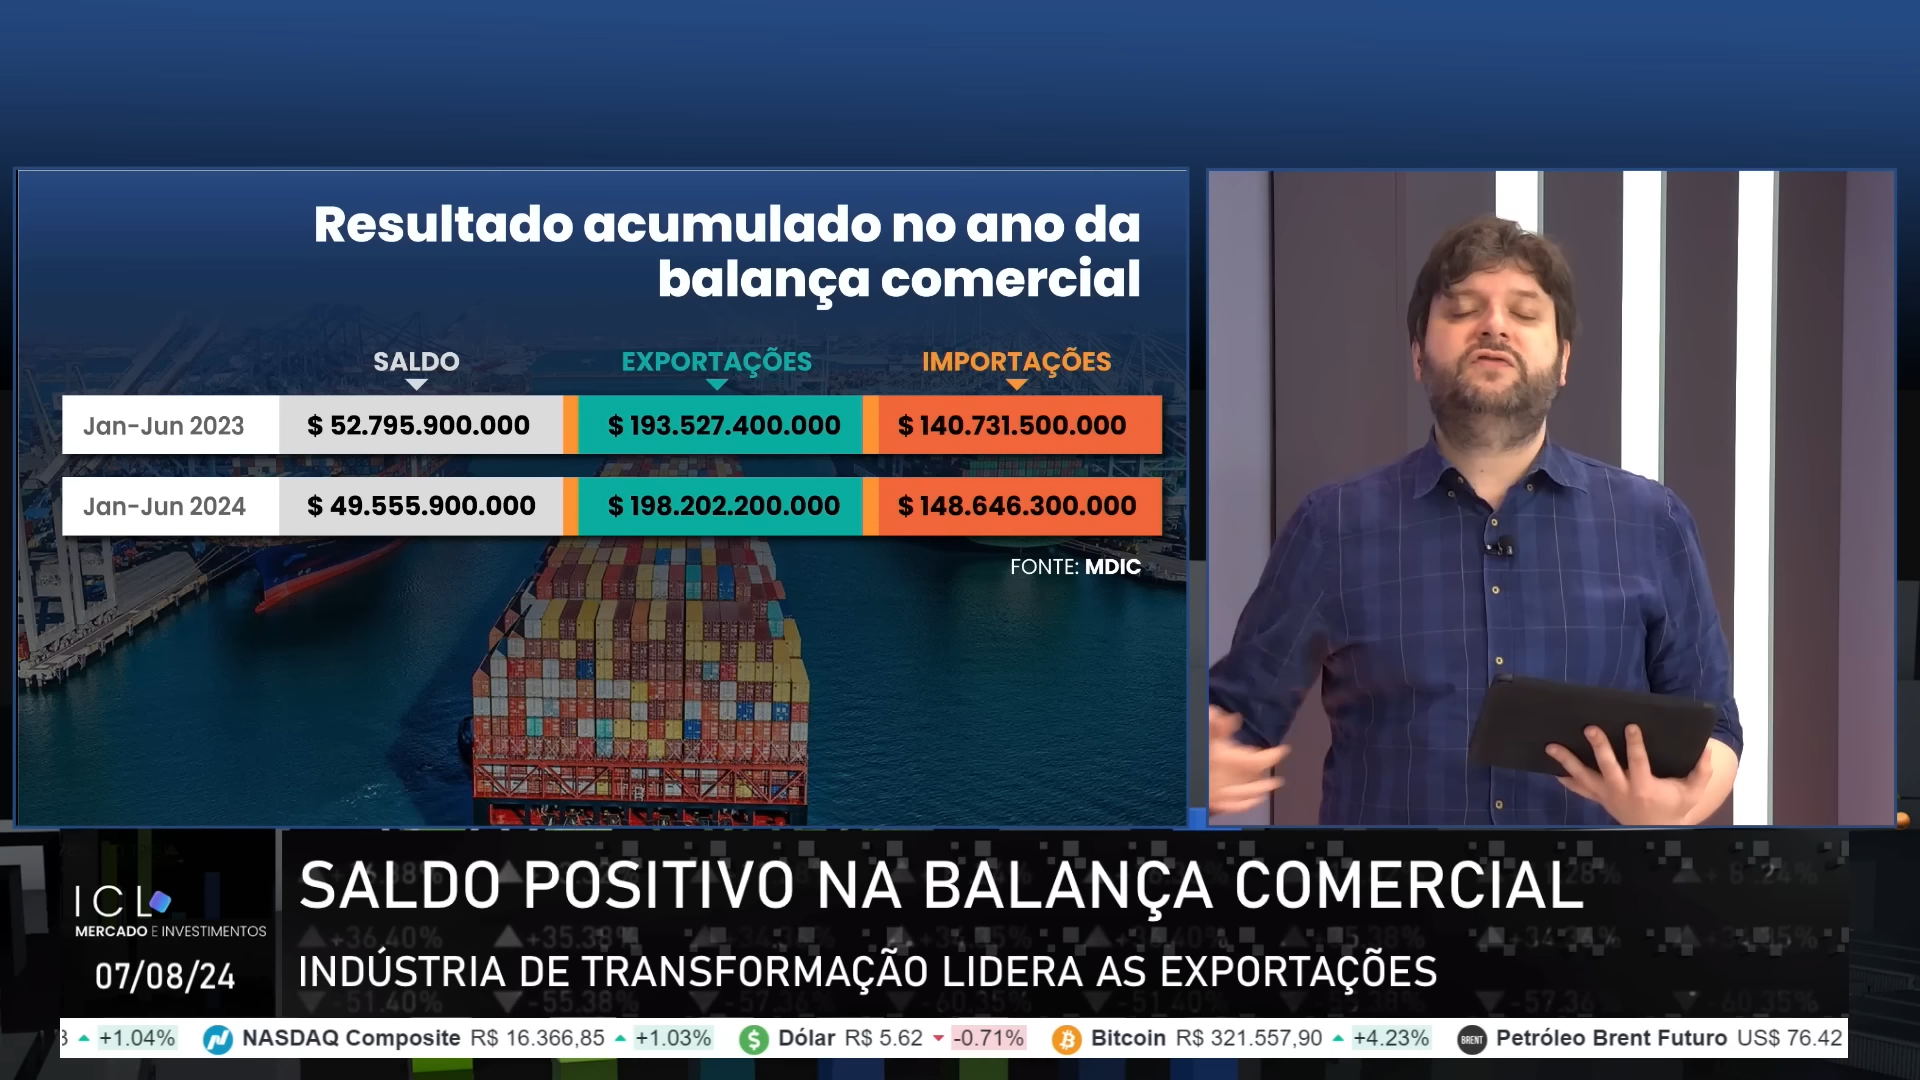 Resultado acumulado no ano da
balança comercial
SALDO EXPORTAÇÕES IMPORTAÇÕES
Jan-Jun 2023 $ 52.795.900.000 $ 193.527.400.000 $ 140.731.500.000
Jan-Jun 2024 $ 49.555.900.000 $ 198.202.200.000 $ 148.646.300.000
FONTE: MDIC
SALDO POSITIVO NA BALANÇA COMERCIAL
INDÚSTRIA DE TRANSFORMAÇÃO LIDERA AS EXPORTAÇÕES
ICL
MERCADO E INVESTIMENTOS
07/08/24
+1.04% NASDAQ Composite R$ 16.366,85 +1.03% Dólar R$ 5.62 -0.71% Bitcoin R$ 321.557,90 +4.23% BRENT Petróleo Brent Futuro US$ 76.42